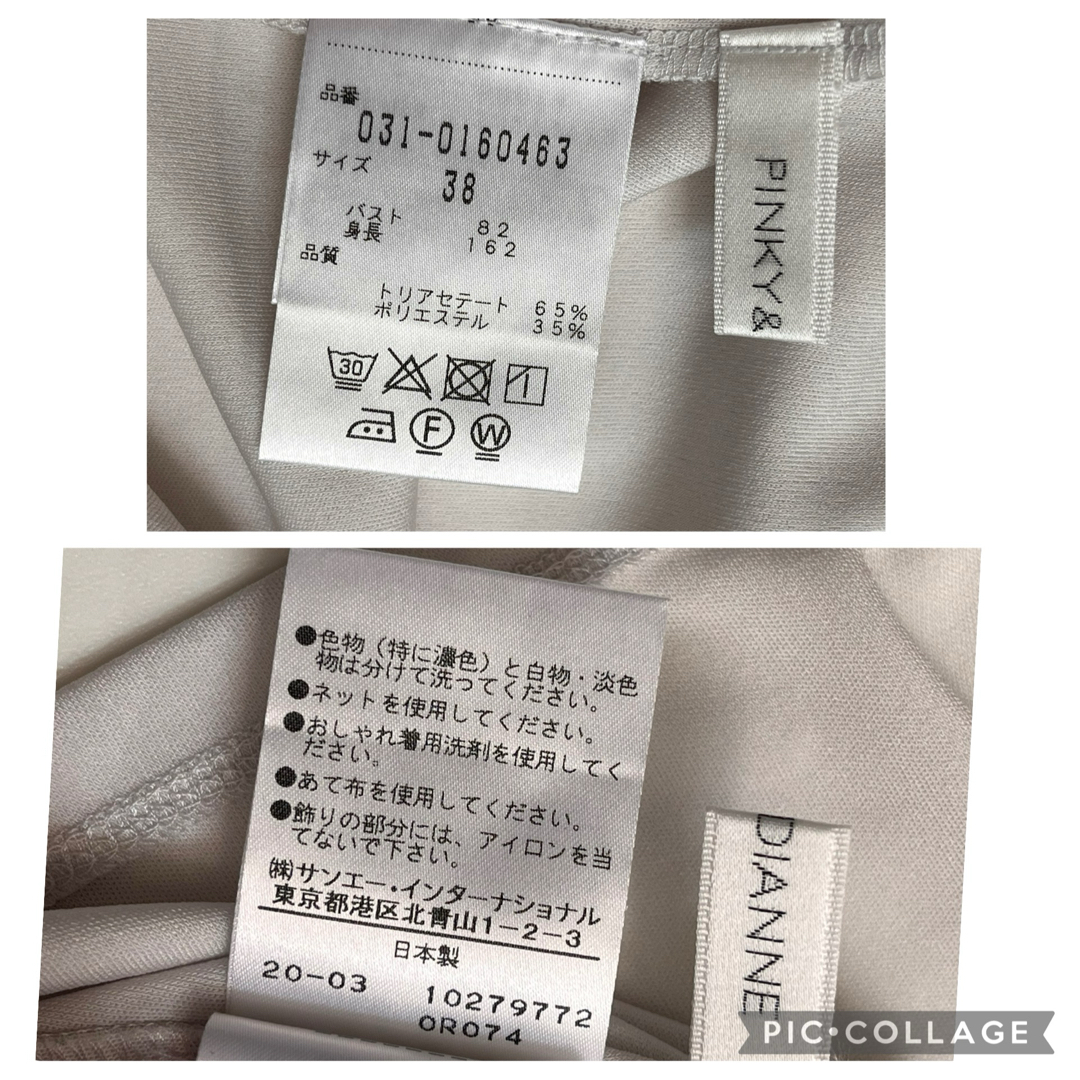 品番
031-0160463
サイズ
38
バスト 82
身長 162
品質
トリアセテート 65%
ポリエステル 35%
30
F W
PINKY &
●色物(特に濃色)と白物・淡色
物は分けて洗ってください。
●ネットを使用してください。
●おしゃれ着用洗剤を使用してく
ださい。
●あて布を使用してください。
●飾りの部分には、アイロンを当
てないで下さい。
(株)サンエー・インターナショナル
東京都港区北青山1-2-3
日本製
20-03 10279772
0R074
DIANNE
PIC•COLLAGE